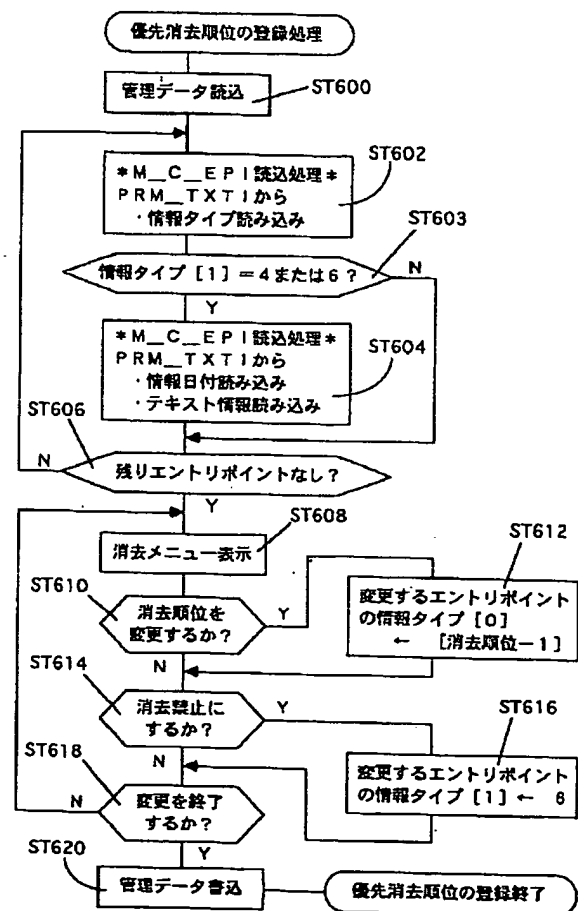 優先消去順位の登録処理
管理データ読込
ST600
ST602
*M__C__EPI読込処理*
PRM__TXTIから
・情報タイプ読み込み
ST603
情報タイプ[1]=4または6?
N
Y
*M__C__EPI読込処理*
PRM__TXTIから
・情報日付読み込み
・テキスト情報読み込み
ST604
ST606
N
残りエントリポイントなし?
Y
ST608
消去メニュー表示
ST612
ST610
消去順位を
変更するか?
Y
変更するエントリポイント
の情報タイプ[0]
← [消去順位-1]
N
ST614
消去禁止に
するか?
Y
ST616
N
変更するエントリポイント
の情報タイプ[1]← 6
ST618
N
変更を終了
するか?
Y
ST620
管理データ書込
優先消去順位の登録終了